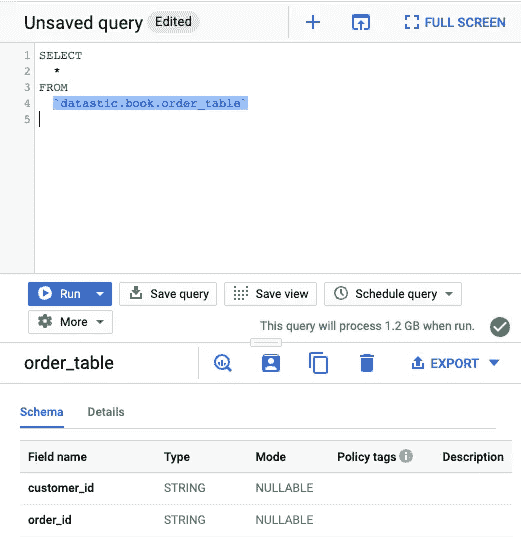 Unsaved query Edited FULL SCREEN
1 SELECT
2 *
3 FROM
4 `datastic.book.order_table`
5
Run Save query Save view Schedule query
More This query will process 1.2 GB when run.
order_table EXPORT
Schema Details
Field name Type Mode Policy tags Description
customer_id STRING NULLABLE
order_id STRING NULLABLE